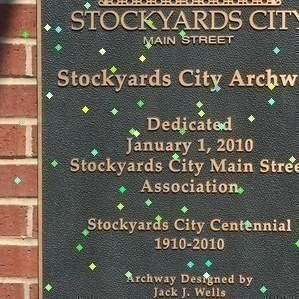 STOCKYARDS CITY
MAIN STREET
Stockyards City Archw
Dedicated
January 1, 2010
Stockyards City Main Stree
Association
Stockyards City Centennial
1910-2010
Archway Designed by
Jack J. Wells